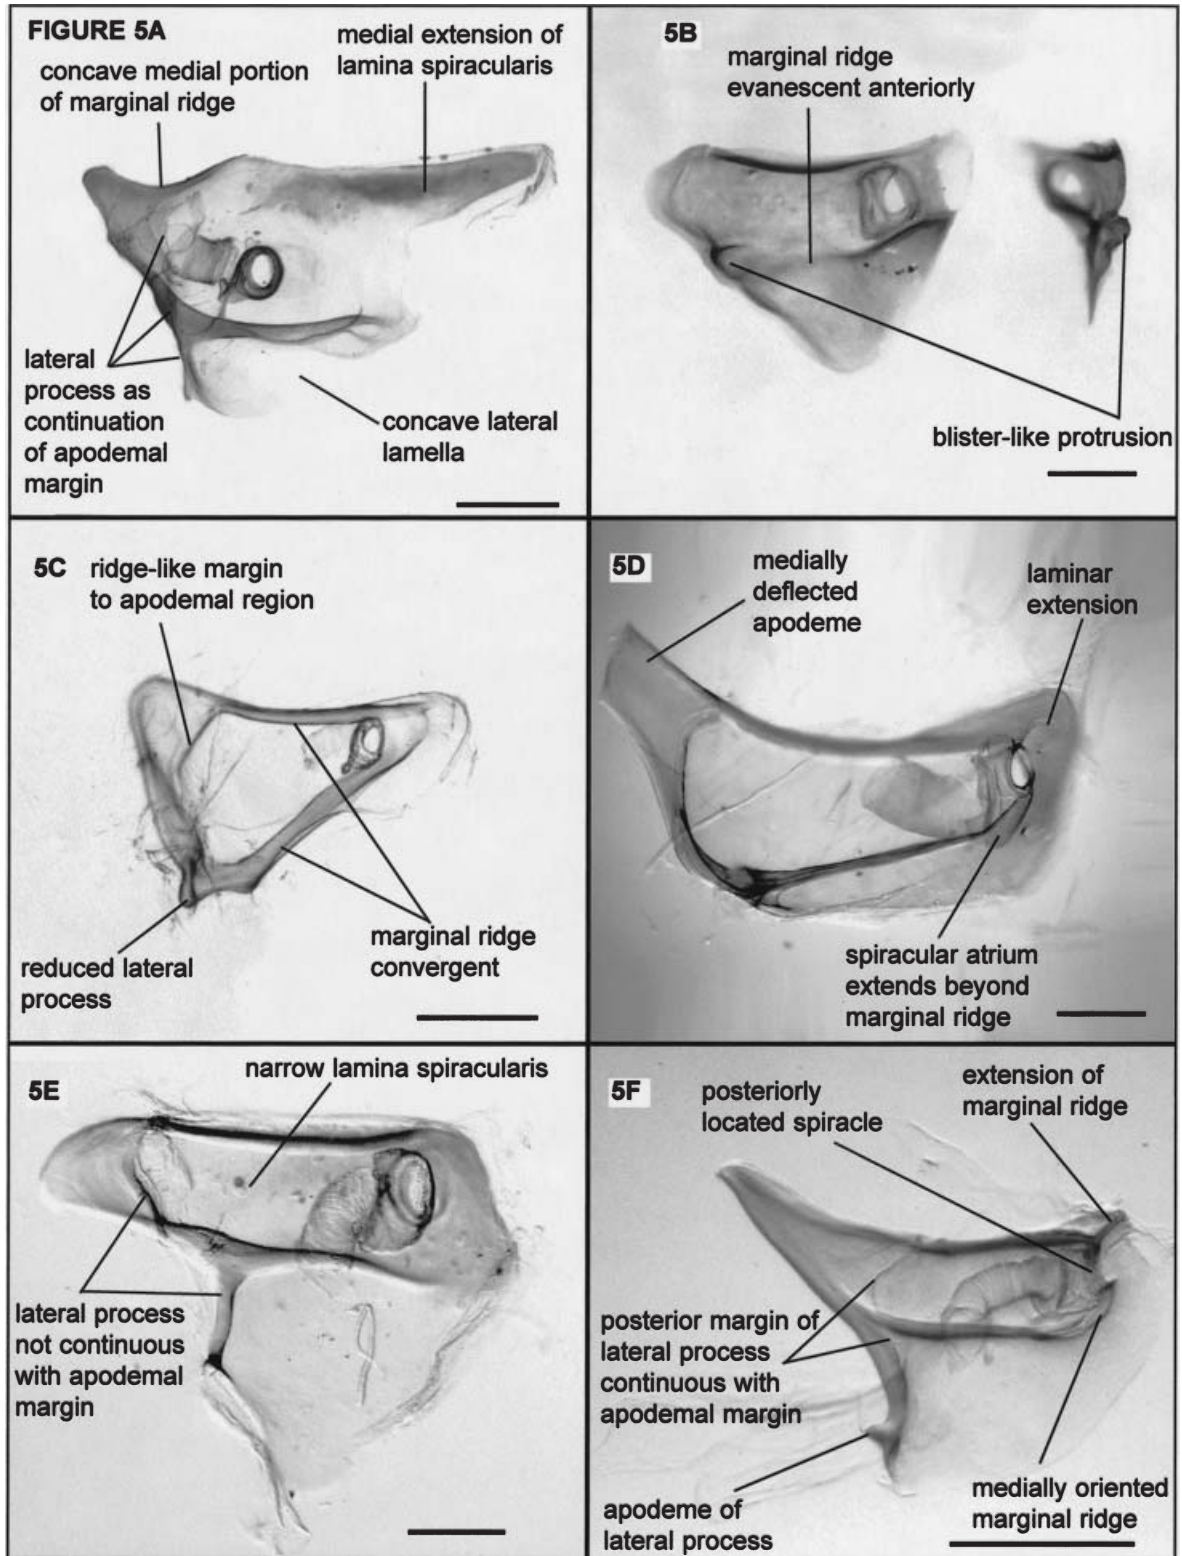 FIGURE 5A
concave medial portion
of marginal ridge
medial extension of
lamina spiracularis
lateral
process as
continuation
of apodemal
margin
concave lateral
lamella
5B
marginal ridge
evanescent anteriorly
blister-like protrusion
5C
ridge-like margin
to apodemal region
reduced lateral
process
marginal ridge
convergent
5D
medially
deflected
apodeme
laminar
extension
spiracular atrium
extends beyond
marginal ridge
5E
narrow lamina spiracularis
lateral process
not continuous
with apodemal
margin
5F
posteriorly
located spiracle
extension of
marginal ridge
posterior margin of
lateral process
continuous with
apodemal margin
apodeme of
lateral process
medially oriented
marginal ridge